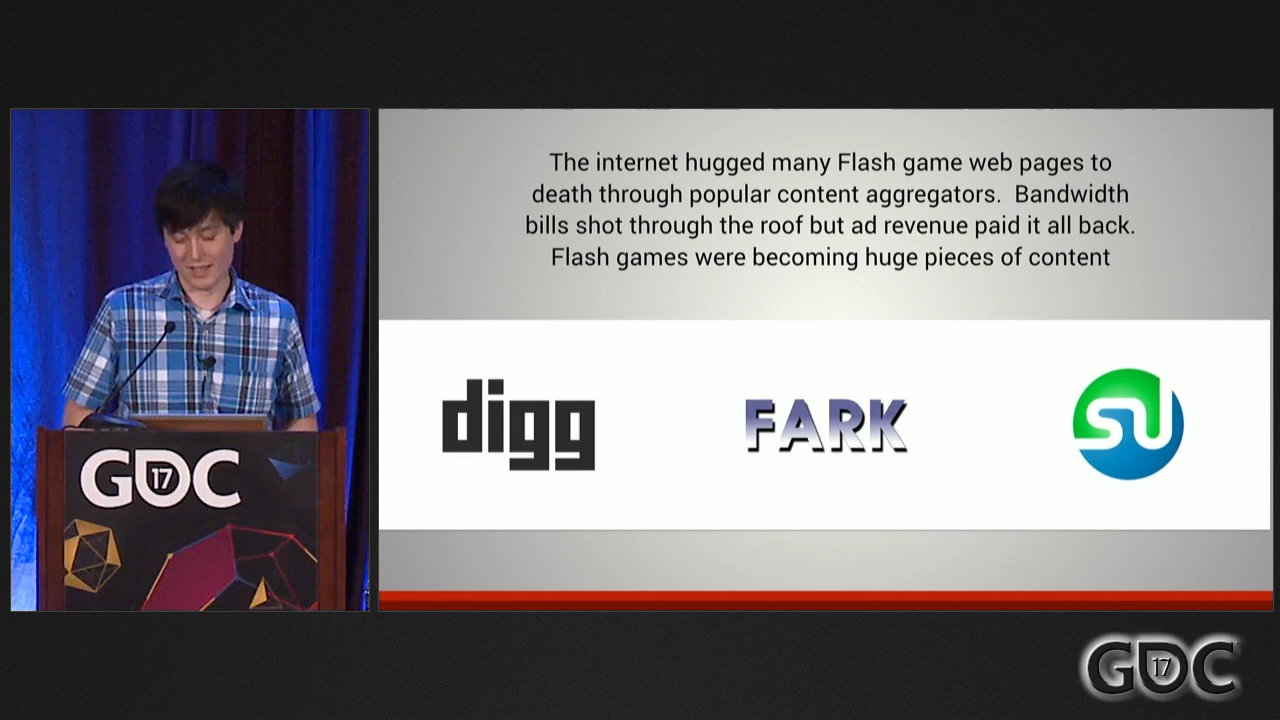 The internet hugged many Flash game web pages to
death through popular content aggregators.  Bandwidth
bills shot through the roof but ad revenue paid it all back.
Flash games were becoming huge pieces of content
digg
FARK
SU
GDC
17
GDC
17